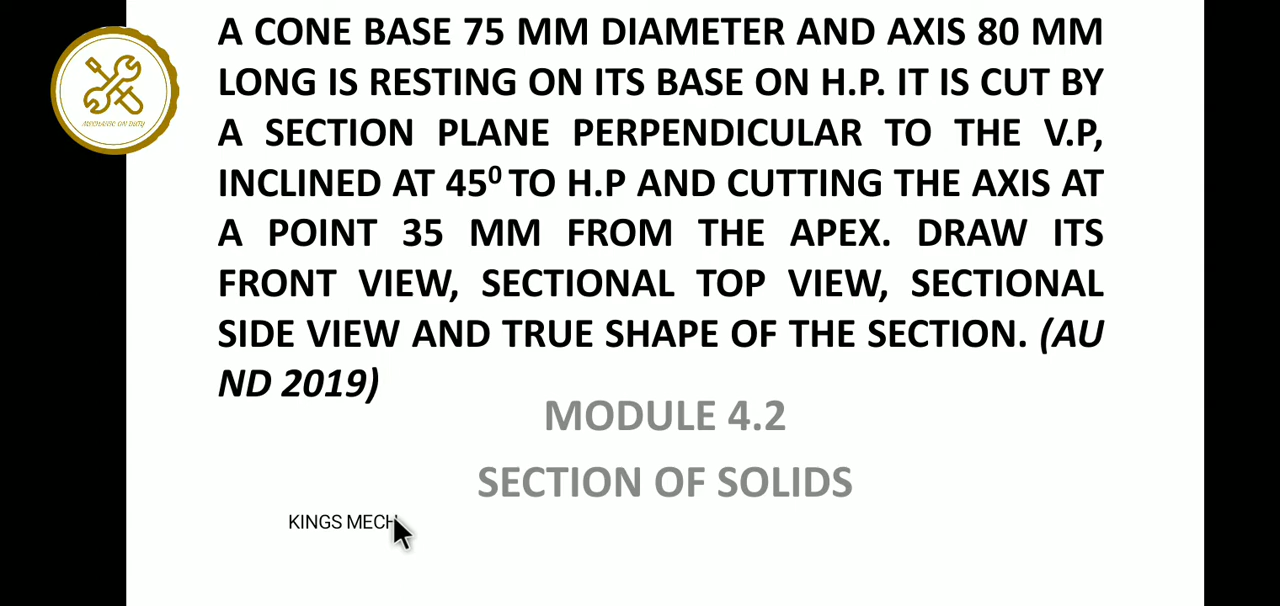 A CONE BASE 75 MM DIAMETER AND AXIS 80 MM
LONG IS RESTING ON ITS BASE ON H.P. IT IS CUT BY
A SECTION PLANE PERPENDICULAR TO THE V.P,
INCLINED AT 45⁰ TO H.P AND CUTTING THE AXIS AT
A POINT 35 MM FROM THE APEX. DRAW ITS
FRONT VIEW, SECTIONAL TOP VIEW, SECTIONAL
SIDE VIEW AND TRUE SHAPE OF THE SECTION. (AU
ND 2019)
MECHANIC ON DUTY
MODULE 4.2
SECTION OF SOLIDS
KINGS MECH